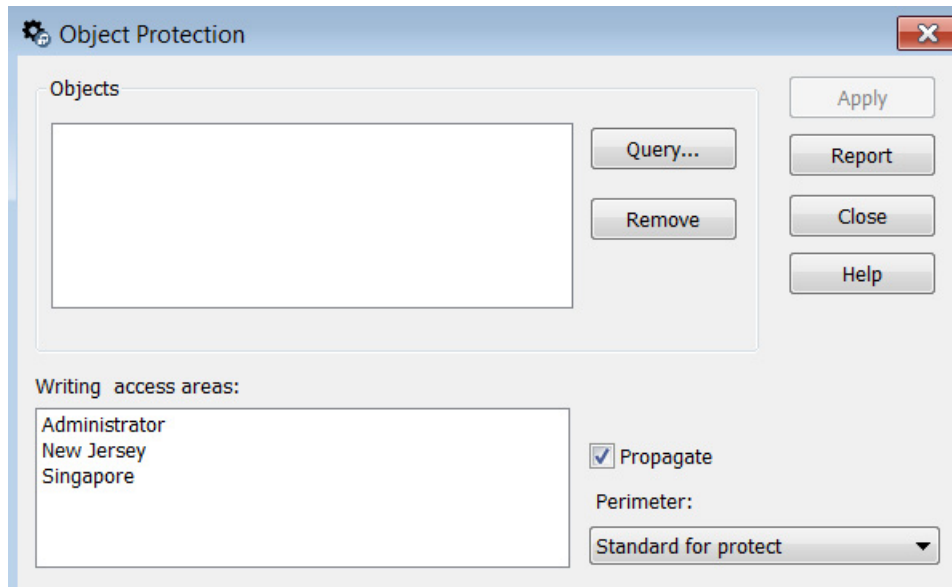 Object Protection
Objects
Query...
Remove
Apply
Report
Close
Help
Writing  access areas:
Administrator
New Jersey
Singapore
Propagate
Perimeter:
Standard for protect